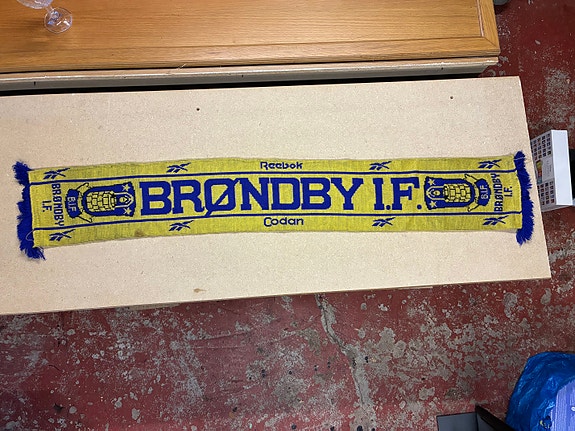 Reebok
BRØNDBY I.F.
Codan
BRØNDBY
I.F.
B.I.F
B.I.F
BRØNDBY
I.F.